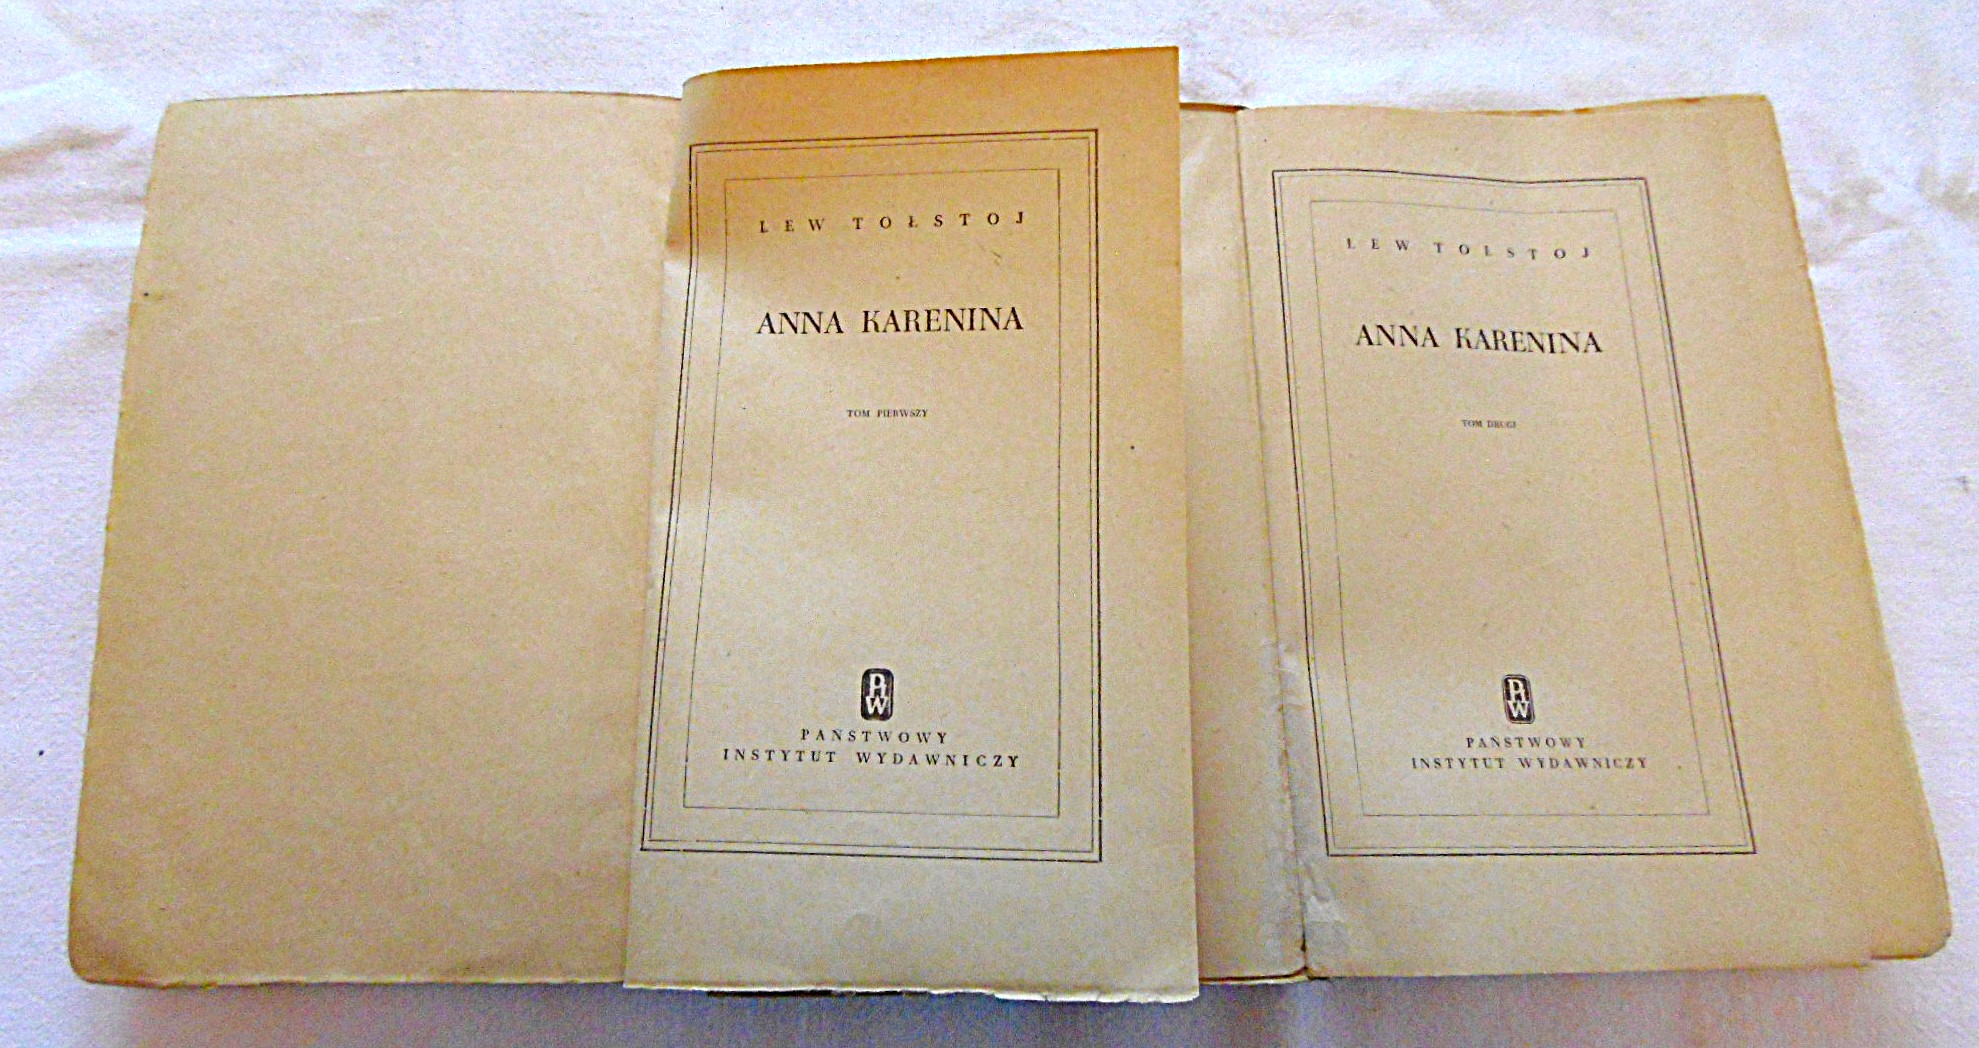 LEW TOŁSTOJ
ANNA KARENINA
TOM PIERWSZY
PIW
PAŃSTWOWY
INSTYTUT WYDAWNICZY
LEW TOŁSTOJ
ANNA KARENINA
TOM DRUGI
PIW
PAŃSTWOWY
INSTYTUT WYDAWNICZY